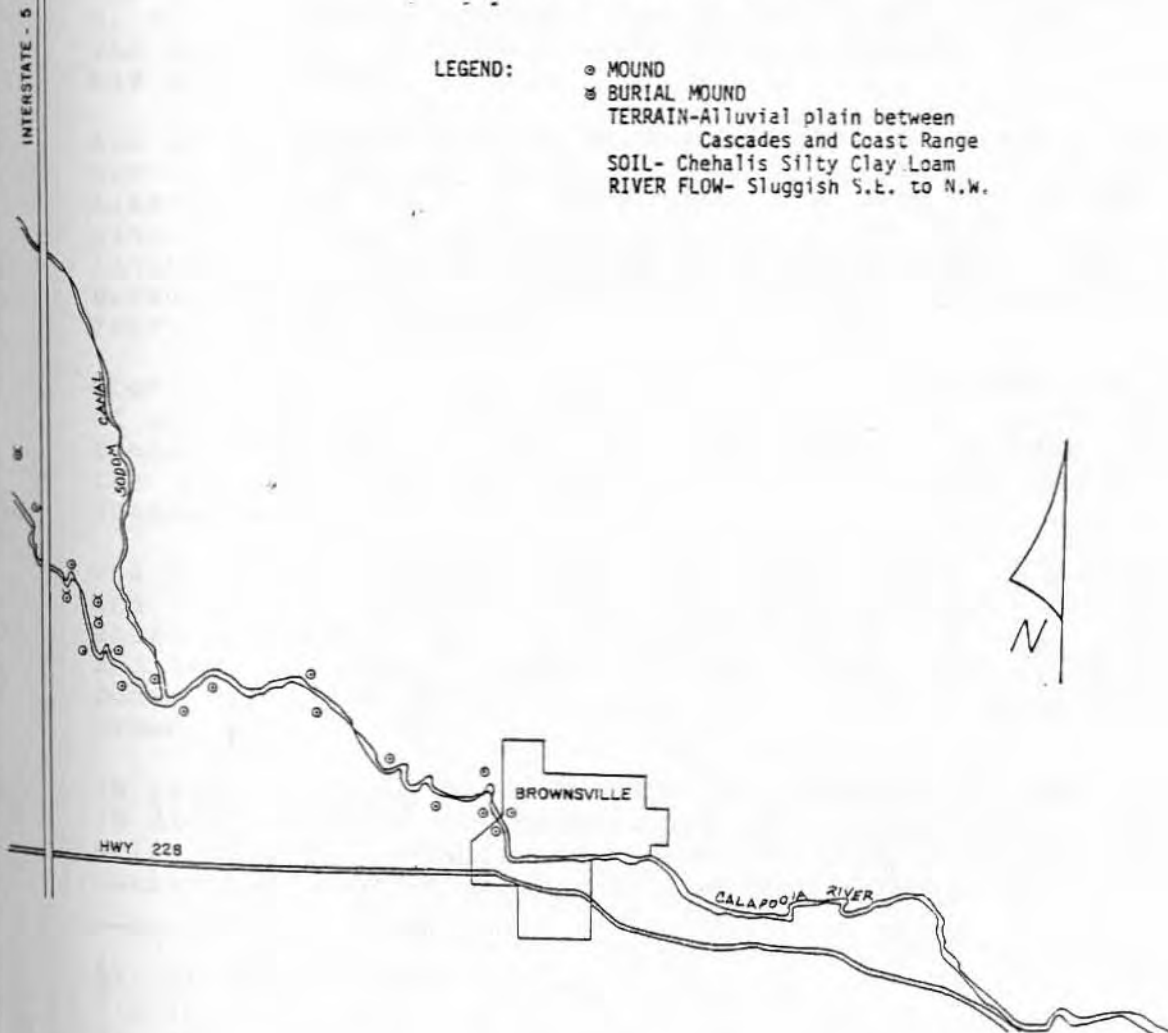 INTERSTATE - 5
LEGEND:
MOUND
BURIAL MOUND
TERRAIN-Alluvial plain between
Cascades and Coast Range
SOIL- Chehalis Silty Clay Loam
RIVER FLOW- Sluggish S.E. to N.W.
SODOM CANAL
N
BROWNSVILLE
HWY 228
CALAPOOIA RIVER